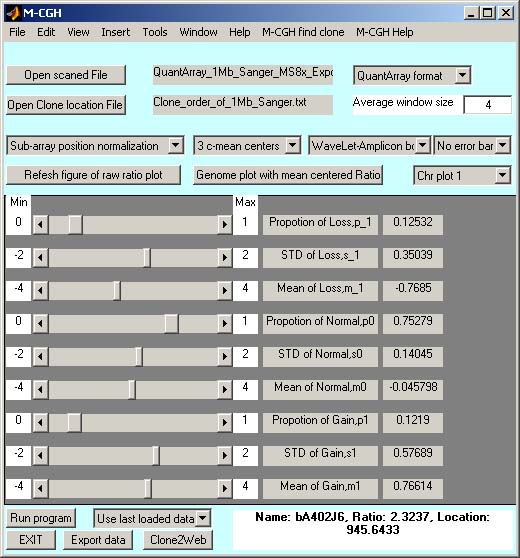 M-CGH
File Edit View Insert Tools Window Help M-CGH find clone M-CGH Help
Open scaned File QuantArray_1Mb_Sanger_MS8x_Expo QuantArray format
Open Clone location File Clone_order_of_1Mb_Sanger.txt Average window size 4
Sub-array position normalization 3 c-mean centers WaveLet-Amplicon bo No error bar
Refesh figure of raw ratio plot Genome plot with mean centered Ratio Chr plot 1
Min Max
0 1 Propotion of Loss,p_1 0.12532
-2 2 STD of Loss,s_1 0.35039
-4 4 Mean of Loss,m_1 -0.7685
0 1 Propotion of Normal,p0 0.75279
-2 2 STD of Normal,s0 0.14045
-4 4 Mean of Normal,m0 -0.045798
0 1 Propotion of Gain,p1 0.1219
-2 2 STD of Gain,s1 0.57689
-4 4 Mean of Gain,m1 0.76614
Run program Use last loaded data Name: bA402J6, Ratio: 2.3237, Location:
EXIT Export data Clone2Web 945.6433